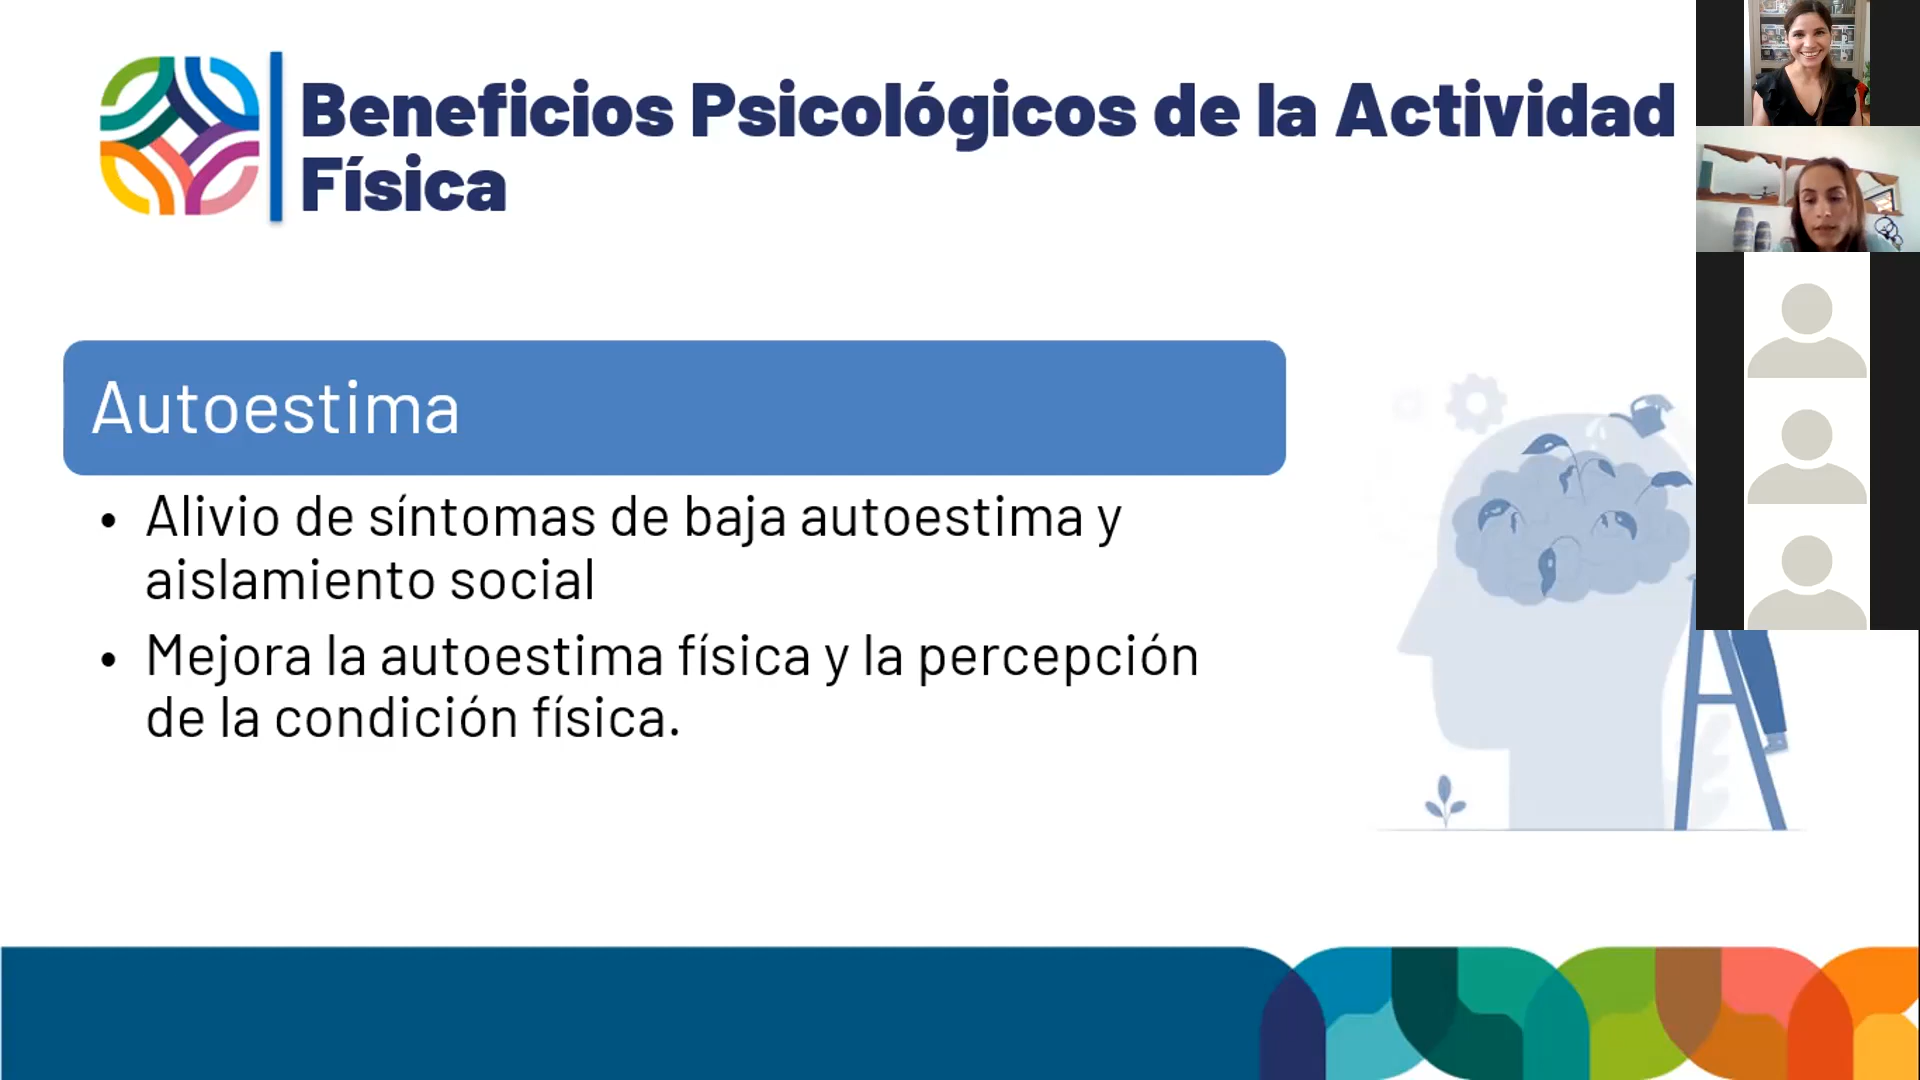 Beneficios Psicológicos de la Actividad
Física
Autoestima
• Alivio de síntomas de baja autoestima y
aislamiento social
• Mejora la autoestima física y la percepción
de la condición física.